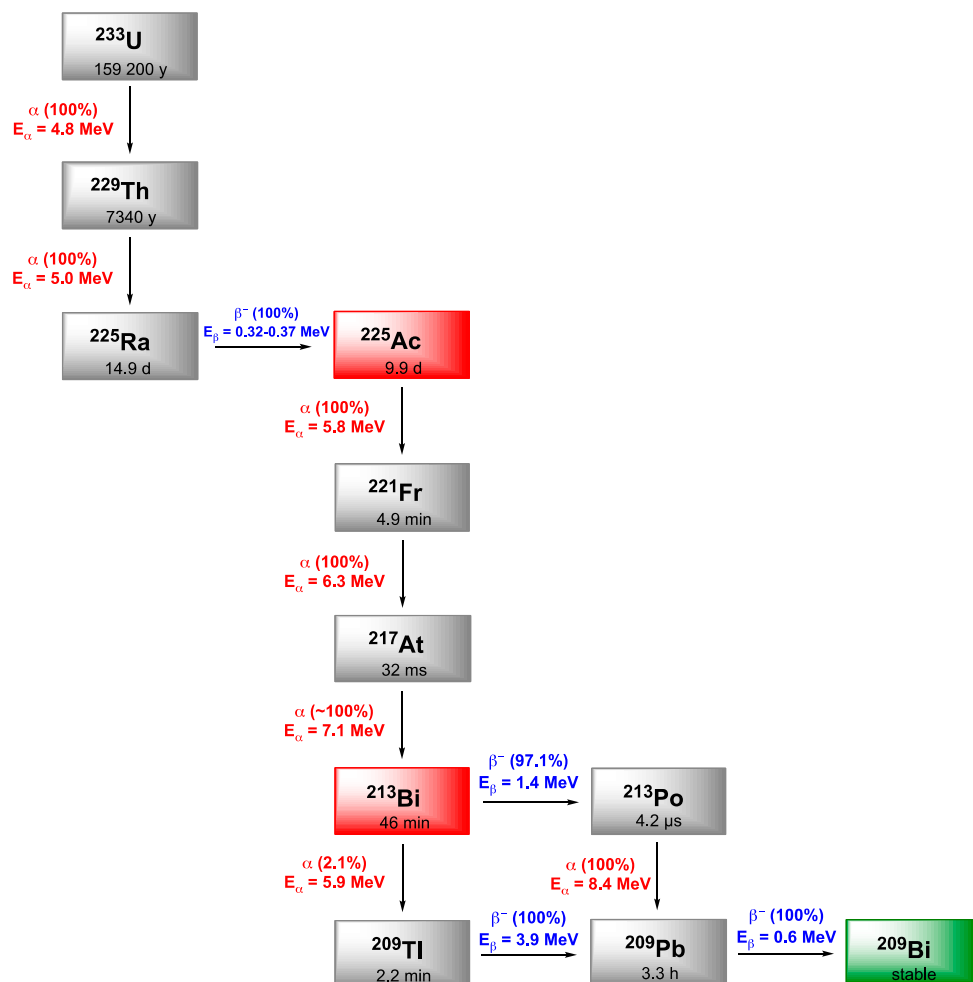 ²³³U
159 200 y
α (100%)
Eα = 4.8 MeV
²²⁹Th
7340 y
α (100%)
Eα = 5.0 MeV
²²⁵Ra
14.9 d
β⁻ (100%)
Eβ = 0.32-0.37 MeV
²²⁵Ac
9.9 d
α (100%)
Eα = 5.8 MeV
²²¹Fr
4.9 min
α (100%)
Eα = 6.3 MeV
²¹⁷At
32 ms
α (~100%)
Eα = 7.1 MeV
²¹³Bi
46 min
β⁻ (97.1%)
Eβ = 1.4 MeV
²¹³Po
4.2 µs
α (2.1%)
Eα = 5.9 MeV
α (100%)
Eα = 8.4 MeV
²⁰⁹Tl
2.2 min
β⁻ (100%)
Eβ = 3.9 MeV
²⁰⁹Pb
3.3 h
β⁻ (100%)
Eβ = 0.6 MeV
²⁰⁹Bi
stable